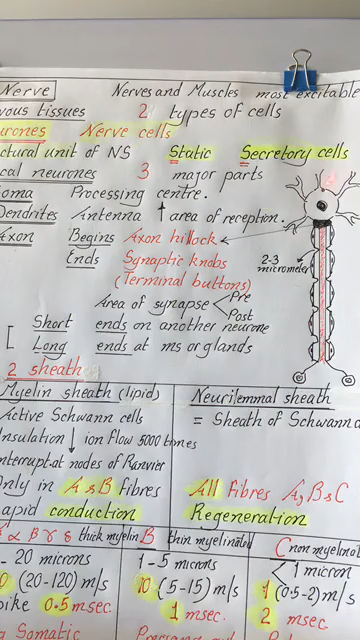 Nerve Nerves and Muscles most excitable
vous tissues 2 types of cells
urones Nerve cells
ctural unit of NS Static Secretory cells
cal neurones 3 major parts
oma Processing centre.
Dendrites Antenna ↑ area of reception.
Axon Begins Axon hillock
Ends Synaptic knobs
2-3 micrometer
(Terminal buttons)
Area of synapse < Pre
Post
[ Short ends on another neurone
Long ends at ms or glands
2 sheaths
Myelin sheath (lipid)
Active Schwann cells
Insulation ↓ ion flow 5000 times
nterrupt.at nodes of Ranvier
Only in A & B fibres
apid conduction
Neurilemmal sheath
= Sheath of Schwann
All Fibres A, B & C
Regeneration
α β γ δ thick myelin
- 20 microns
(20-120) m/s
pike 0.5 msec.
Somatic
B thin myelinated
1-5 microns
10 (5-15) m/s
1 msec.
C non myelinat
< 1 micron
1 (0.5-2) m/s
2 msec